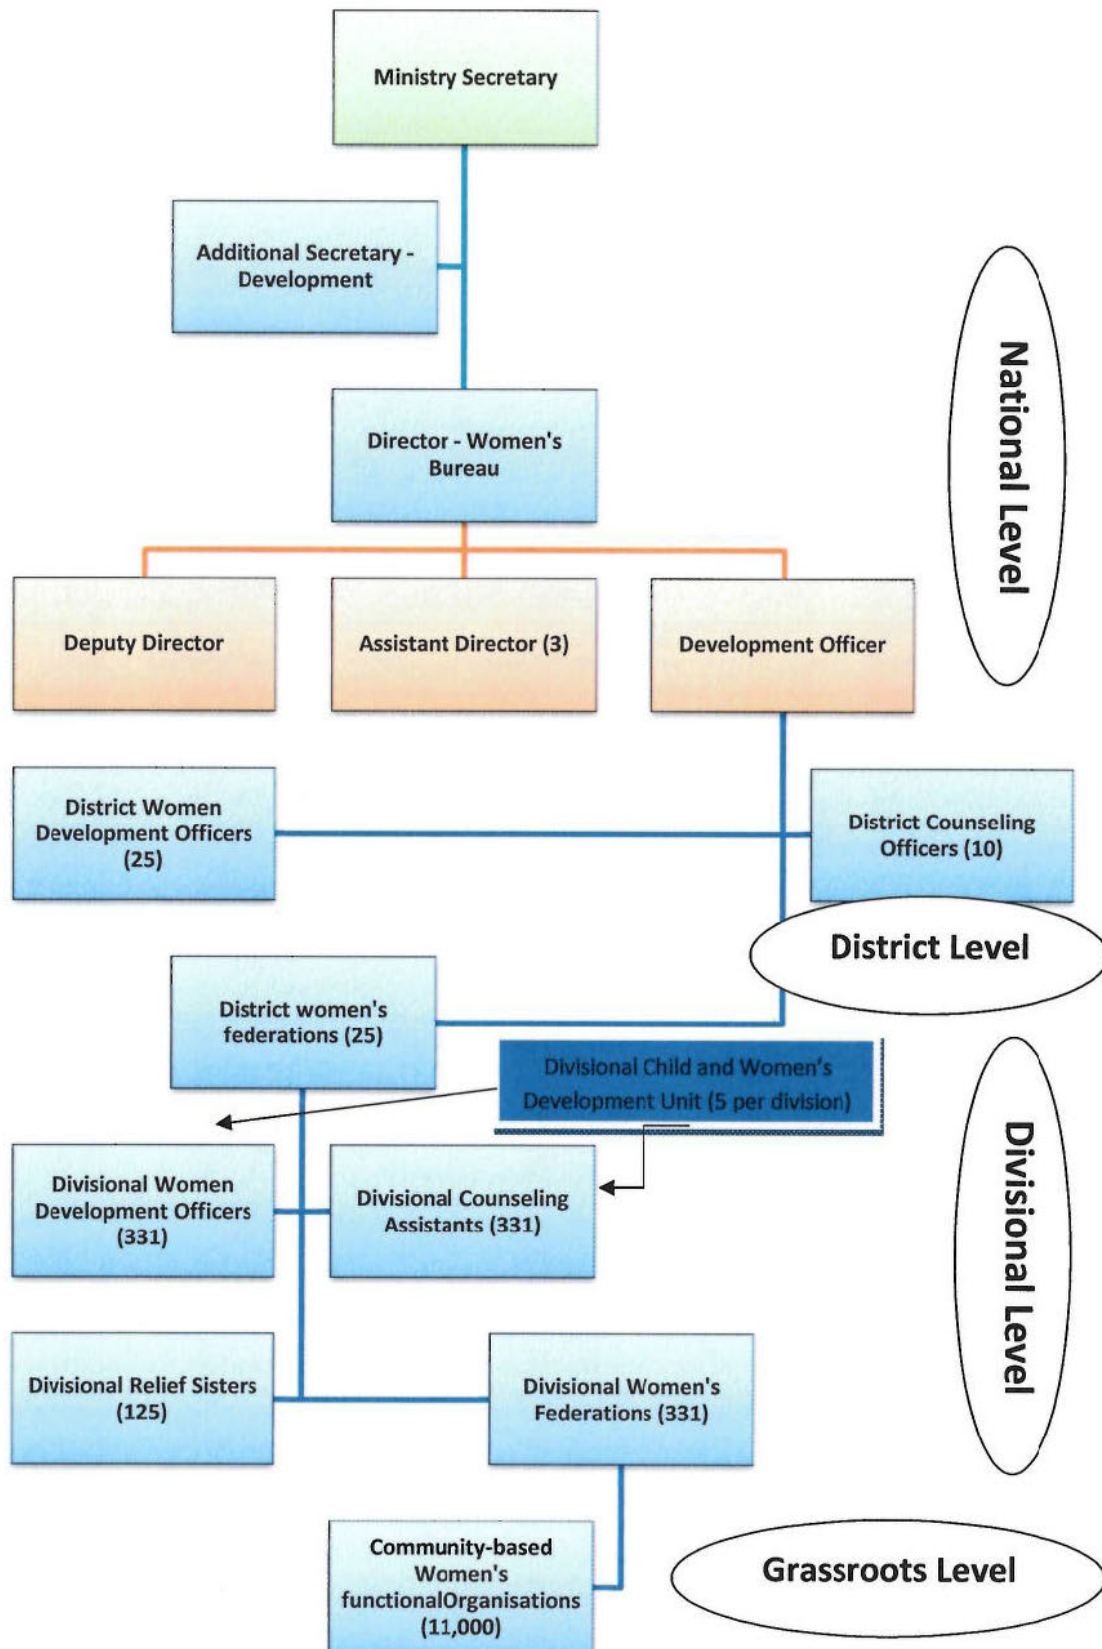 Ministry Secretary
Additional Secretary -
Development
Director - Women's
Bureau
National Level
Deputy Director
Assistant Director (3)
Development Officer
District Women
Development Officers
(25)
District Counseling
Officers (10)
District Level
District women's
federations (25)
Divisional Child and Women's
Development Unit (5 per division)
Divisional Women
Development Officers
(331)
Divisional Counseling
Assistants (331)
Divisional Level
Divisional Relief Sisters
(125)
Divisional Women's
Federations (331)
Community-based
Women's
functionalOrganisations
(11,000)
Grassroots Level